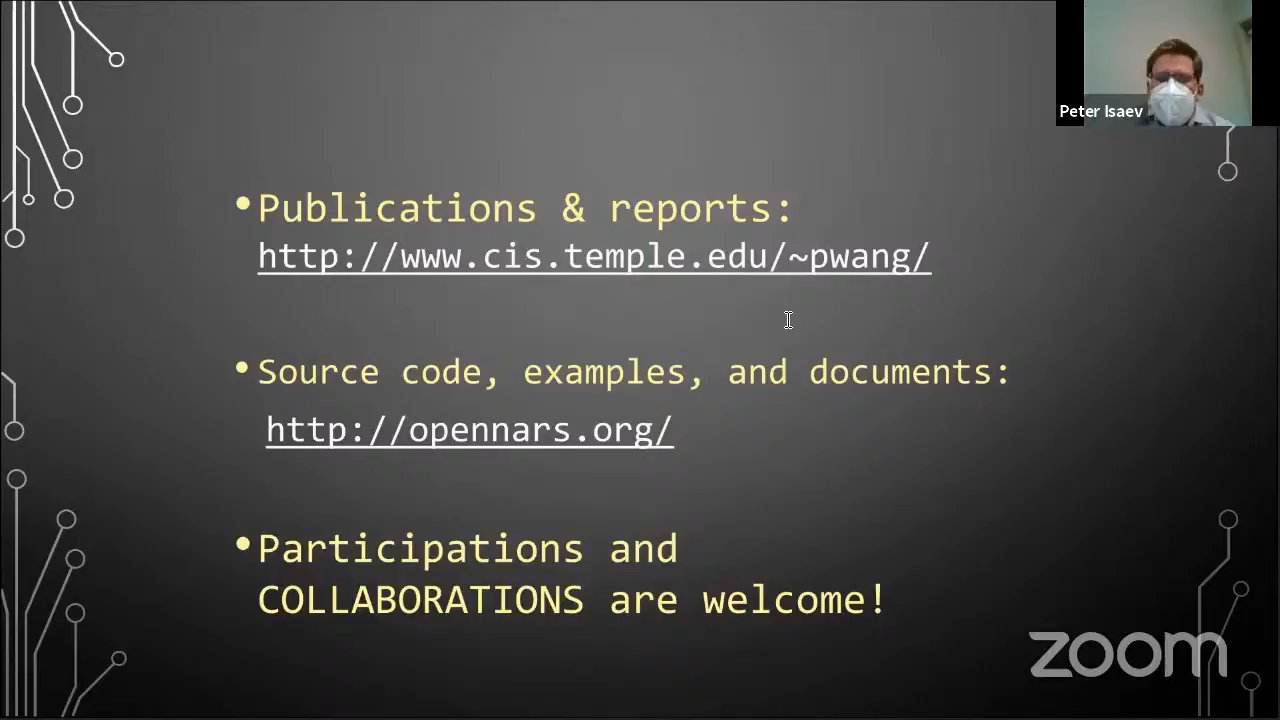 Peter Isaev
•Publications & reports:
http://www.cis.temple.edu/~pwang/
•Source code, examples, and documents:
http://opennars.org/
•Participations and
COLLABORATIONS are welcome!
zoom